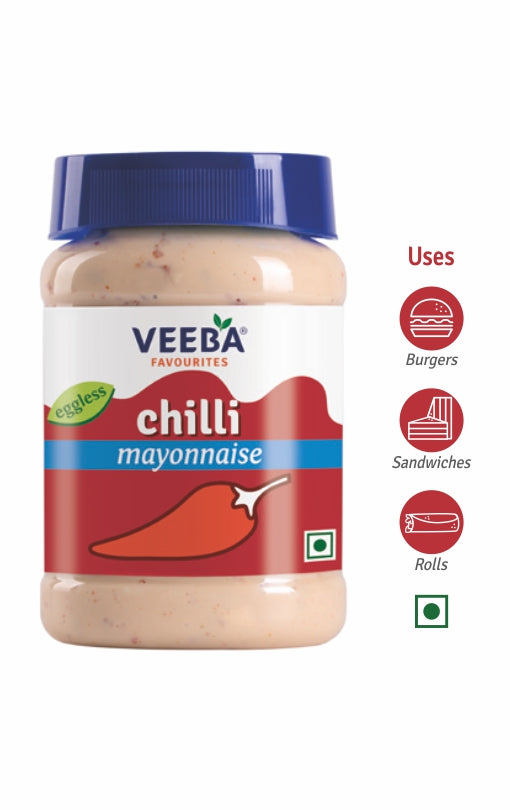 VEEBA®
FAVOURITES
eggless
chilli
mayonnaise
Uses
Burgers
Sandwiches
Rolls